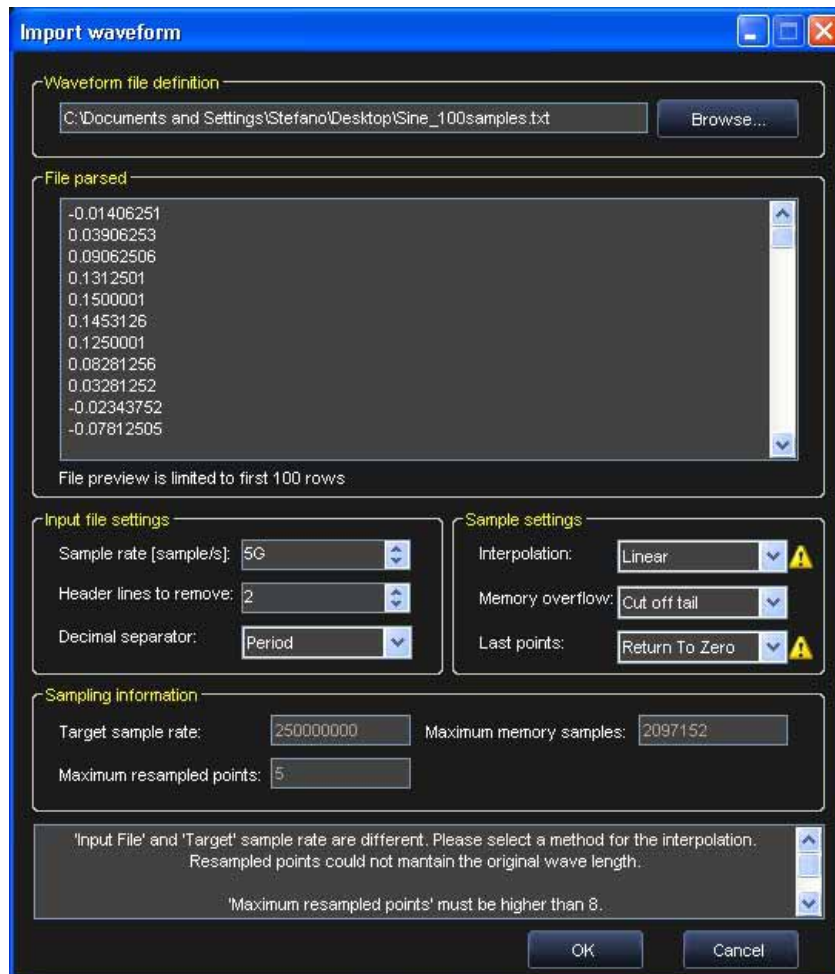 Import waveform
Waveform file definition
C:\Documents and Settings\Stefano\Desktop\Sine_100samples.txt Browse...
File parsed
-0.01406251
0.03906253
0.09062506
0.1312501
0.1500001
0.1453126
0.1250001
0.08281256
0.03281252
-0.02343752
-0.07812505
File preview is limited to first 100 rows
Input file settings
Sample rate [sample/s]: 5G
Header lines to remove: 2
Decimal separator: Period
Sample settings
Interpolation: Linear
Memory overflow: Cut off tail
Last points: Return To Zero
Sampling information
Target sample rate: 250000000 Maximum memory samples: 2097152
Maximum resampled points: 5
'Input File' and 'Target' sample rate are different. Please select a method for the interpolation.
Resampled points could not mantain the original wave length.
'Maximum resampled points' must be higher than 8.
OK Cancel